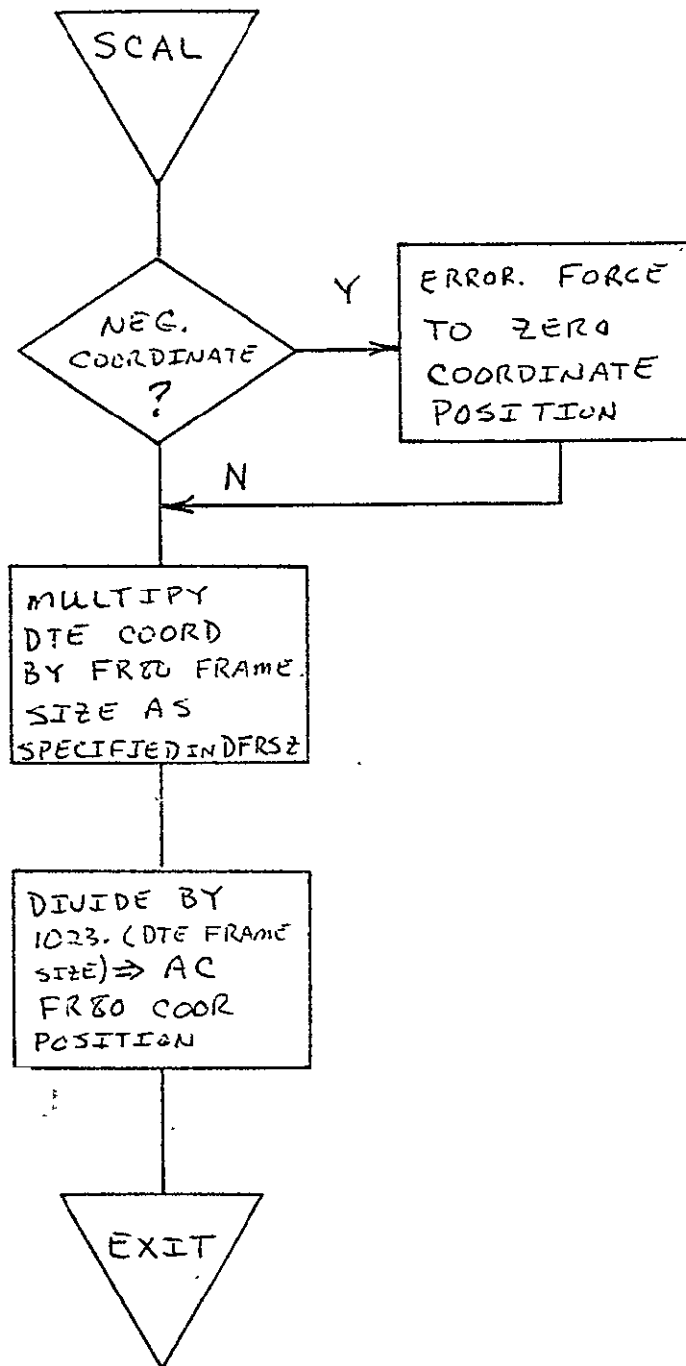 SCAL
NEG.
COORDINATE
?
Y
ERROR. FORCE
TO ZERO
COORDINATE
POSITION
N
MULTIPY
DTE COORD
BY FR80 FRAME
SIZE AS
SPECIFIED IN DFRSZ
DIVIDE BY
1023. (DTE FRAME
SIZE) ⇒ AC
FR80 COOR
POSITION
EXIT